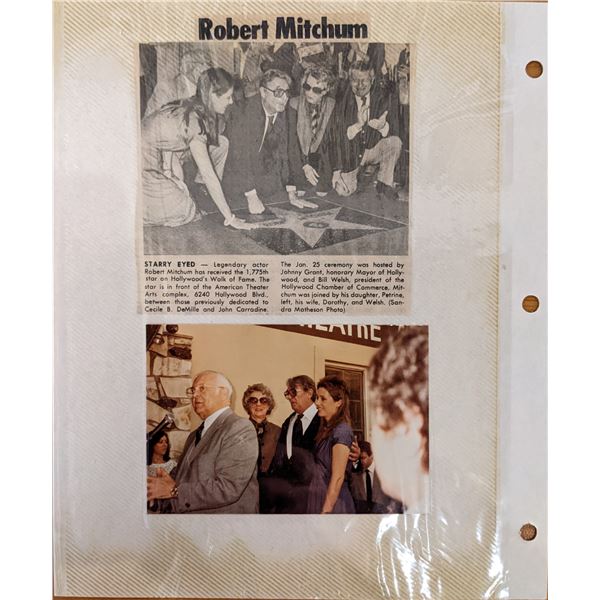 Robert Mitchum
STARRY EYED — Legendary actor
Robert Mitchum has received the 1,775th
star on Hollywood's Walk of Fame. The
star is in front of the American Theater
Arts complex, 6240 Hollywood Blvd.,
between those previously dedicated to
Cecile B. DeMille and John Carradine.
The Jan. 25 ceremony was hosted by
Johnny Grant, honorary Mayor of Holly-
wood, and Bill Welsh, president of the
Hollywood Chamber of Commerce. Mit-
chum was joined by his daughter, Petrine,
left, his wife, Dorothy, and Welsh. (San-
dra Matheson Photo)
THEATRE